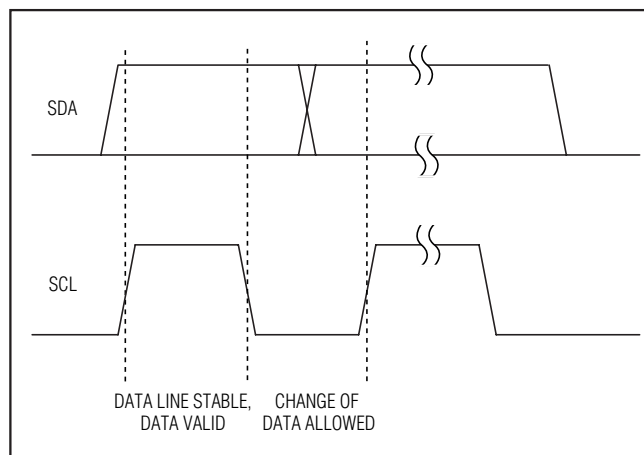 SDA
SCL
DATA LINE STABLE,
DATA VALID
CHANGE OF
DATA ALLOWED